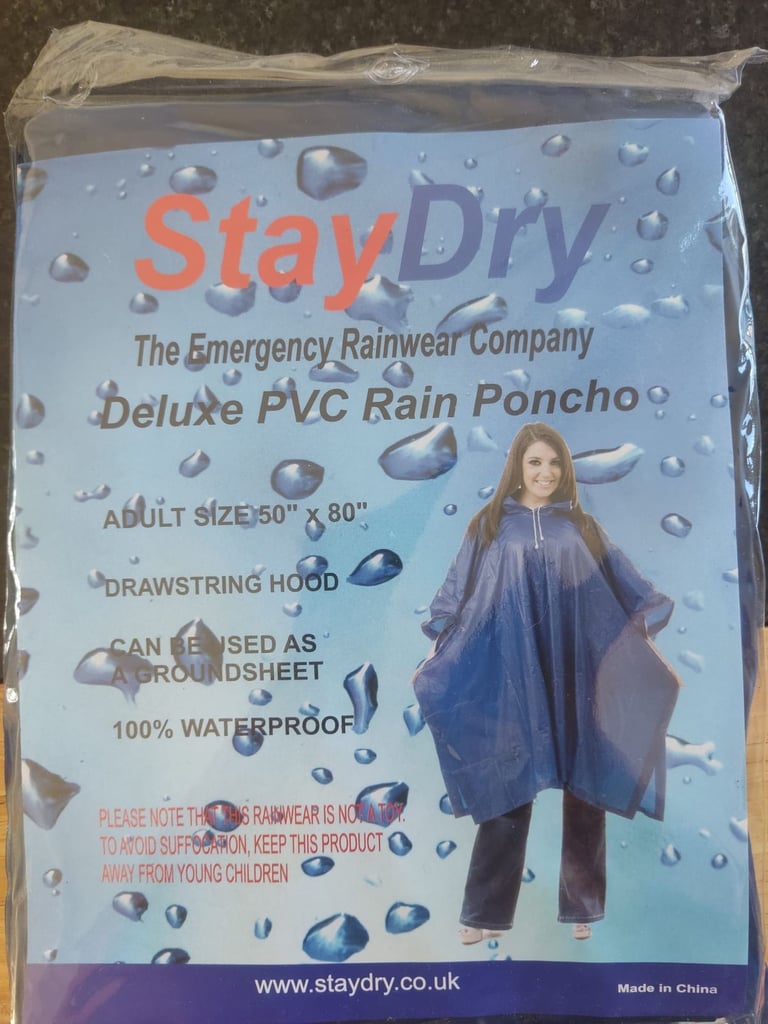 StayDry
The Emergency Rainwear Company
Deluxe PVC Rain Poncho
ADULT SIZE 50" x 80"
DRAWSTRING HOOD
CAN BE USED AS
A GROUNDSHEET
100% WATERPROOF
PLEASE NOTE THAT THIS RAINWEAR IS NOT A TOY.
TO AVOID SUFFOCATION, KEEP THIS PRODUCT
AWAY FROM YOUNG CHILDREN
www.staydry.co.uk
Made in China